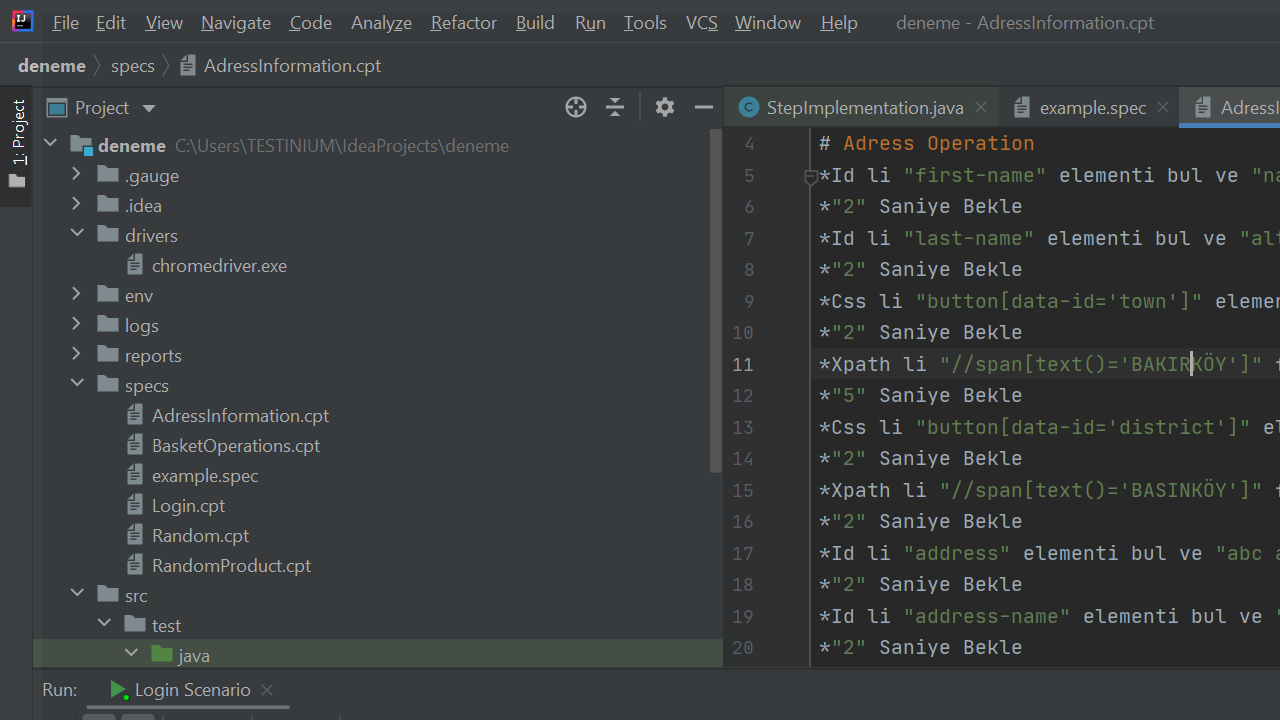 File Edit View Navigate Code Analyze Refactor Build Run Tools VCS Window Help deneme - AdressInformation.cpt
deneme specs AdressInformation.cpt
1: Project
Project
deneme C:\Users\TESTINIUM\IdeaProjects\deneme
.gauge
.idea
drivers
chromedriver.exe
env
logs
reports
specs
AdressInformation.cpt
BasketOperations.cpt
example.spec
Login.cpt
Random.cpt
RandomProduct.cpt
src
test
java
StepImplementation.java example.spec AdressI
4 # Adress Operation
5 *Id li "first-name" elementi bul ve "na
6 *"2" Saniye Bekle
7 *Id li "last-name" elementi bul ve "alt
8 *"2" Saniye Bekle
9 *Css li "button[data-id='town']" elemen
10 *"2" Saniye Bekle
11 *Xpath li "//span[text()='BAKIRKÖY']" f
12 *"5" Saniye Bekle
13 *Css li "button[data-id='district']" el
14 *"2" Saniye Bekle
15 *Xpath li "//span[text()='BASINKÖY']" f
16 *"2" Saniye Bekle
17 *Id li "address" elementi bul ve "abc a
18 *"2" Saniye Bekle
19 *Id li "address-name" elementi bul ve "
20 *"2" Saniye Bekle
Run: Login Scenario